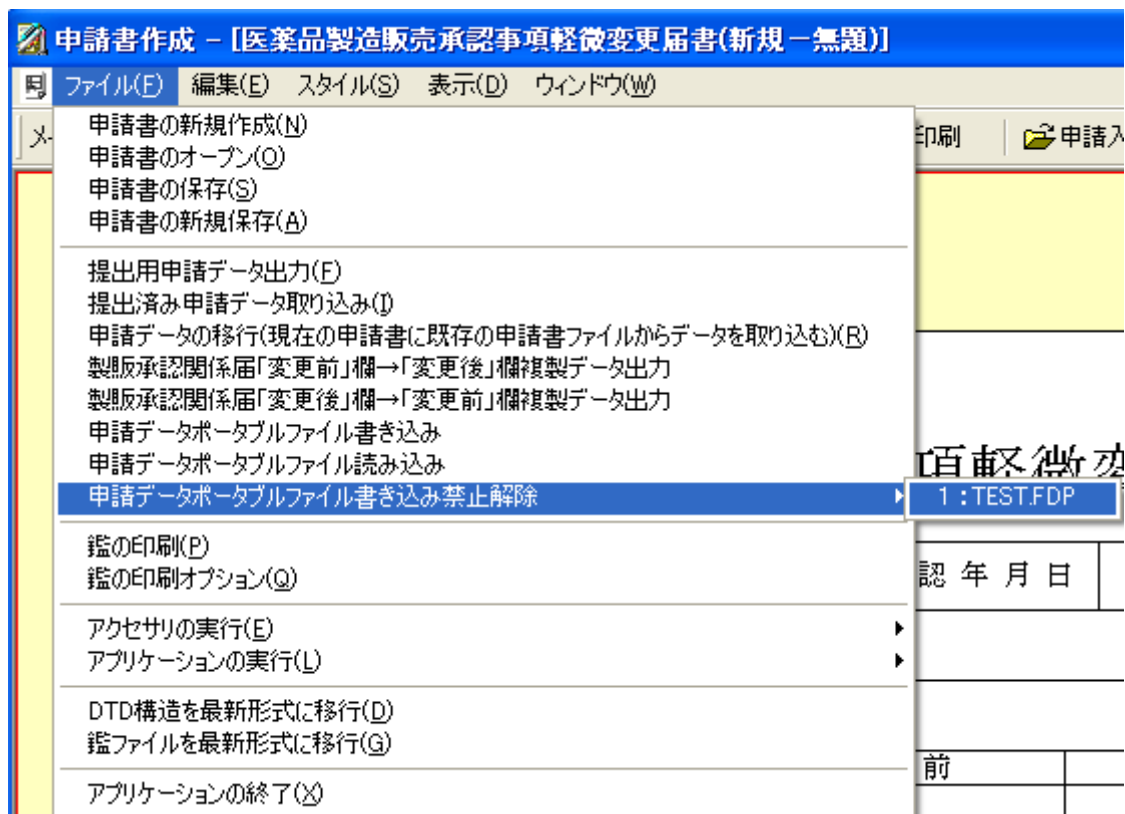 申請書作成 - [医薬品製造販売承認事項軽微変更届書(新規－無題)]
ファイル(F) 編集(E) スタイル(S) 表示(D) ウィンドウ(W)
印刷 申請入
申請書の新規作成(N)
申請書のオープン(O)
申請書の保存(S)
申請書の新規保存(A)
提出用申請データ出力(F)
提出済み申請データ取り込み(I)
申請データの移行(現在の申請書に既存の申請書ファイルからデータを取り込む)(R)
製販承認関係届「変更前」欄→「変更後」欄複製データ出力
製販承認関係届「変更後」欄→「変更前」欄複製データ出力
申請データポータブルファイル書き込み
申請データポータブルファイル読み込み
項軽微変
申請データポータブルファイル書き込み禁止解除 1：TEST.FDP
鑑の印刷(P)
鑑の印刷オプション(Q)
認年月日
アクセサリの実行(E)
アプリケーションの実行(L)
DTD構造を最新形式に移行(D)
鑑ファイルを最新形式に移行(G)
前
アプリケーションの終了(X)